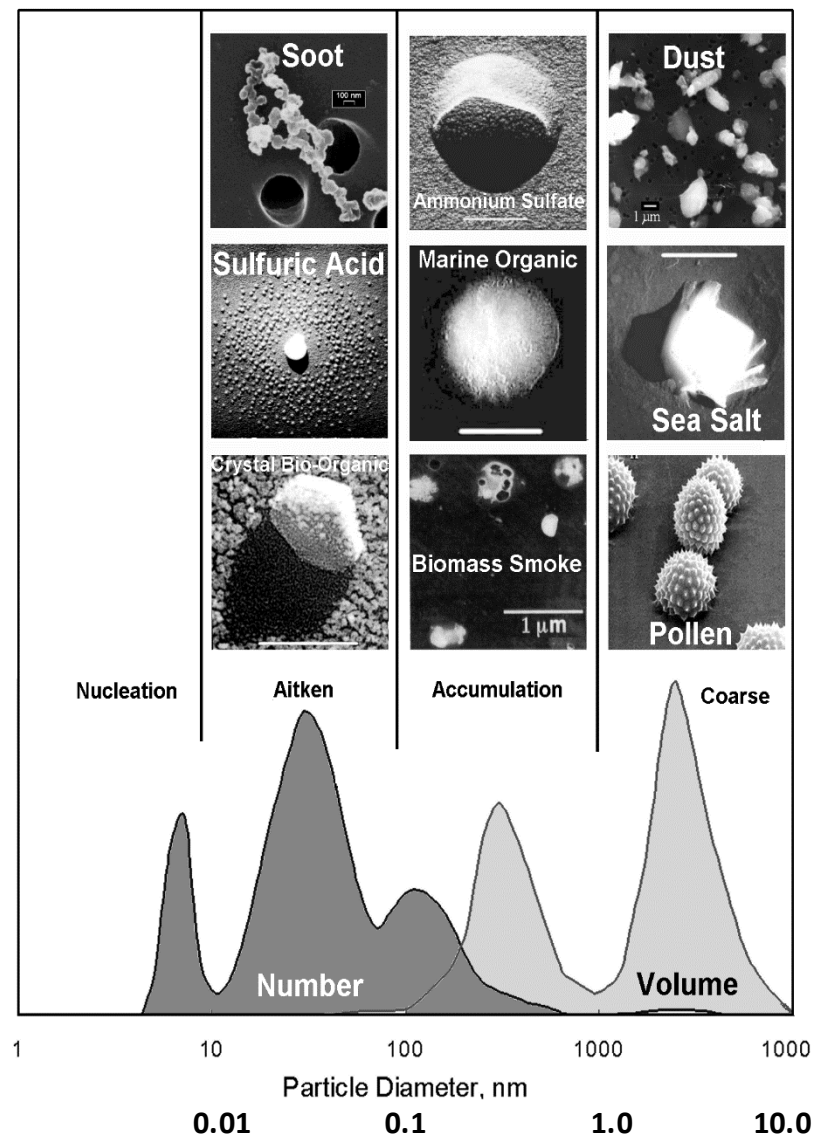 Soot
100 nm
Ammonium Sulfate
Dust
1 μm
Sulfuric Acid
Marine Organic
Sea Salt
Crystal Bio-Organic
Biomass Smoke
1 μm
Pollen
Nucleation Aitken Accumulation Coarse
Number Volume
1 10 100 1000 1000
Particle Diameter, nm
0.01 0.1 1.0 10.0